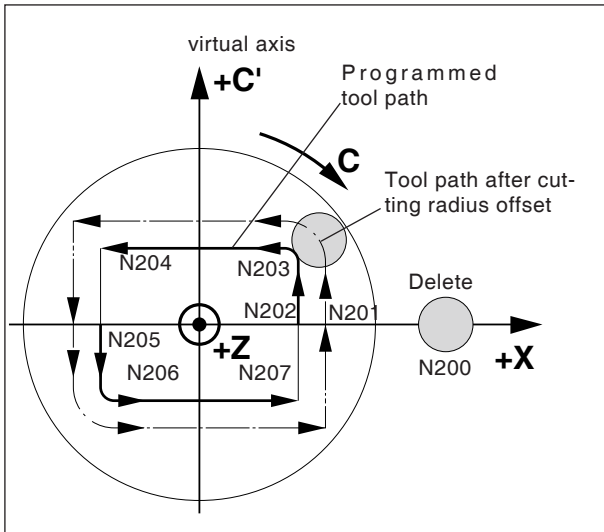 virtual axis
+C'
Programmed
tool path
C
Tool path after cut-
ting radius offset
N204
N203
Delete
N202
N201
N205
+Z
N206
N207
N200
+X